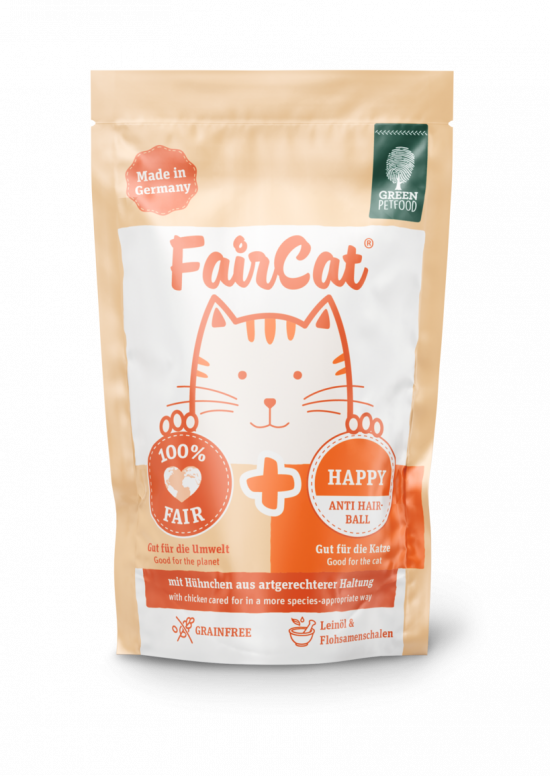 Made in
Germany
GREEN
PETFOOD
FairCat®
100%
FAIR
HAPPY
ANTI HAIR-
BALL
Gut für die Umwelt
Good for the planet
Gut für die Katze
Good for the cat
mit Hühnchen aus artgerechterer Haltung
with chicken cared for in a more species-appropriate way
GRAINFREE
Leinöl &
Flohsamenschalen